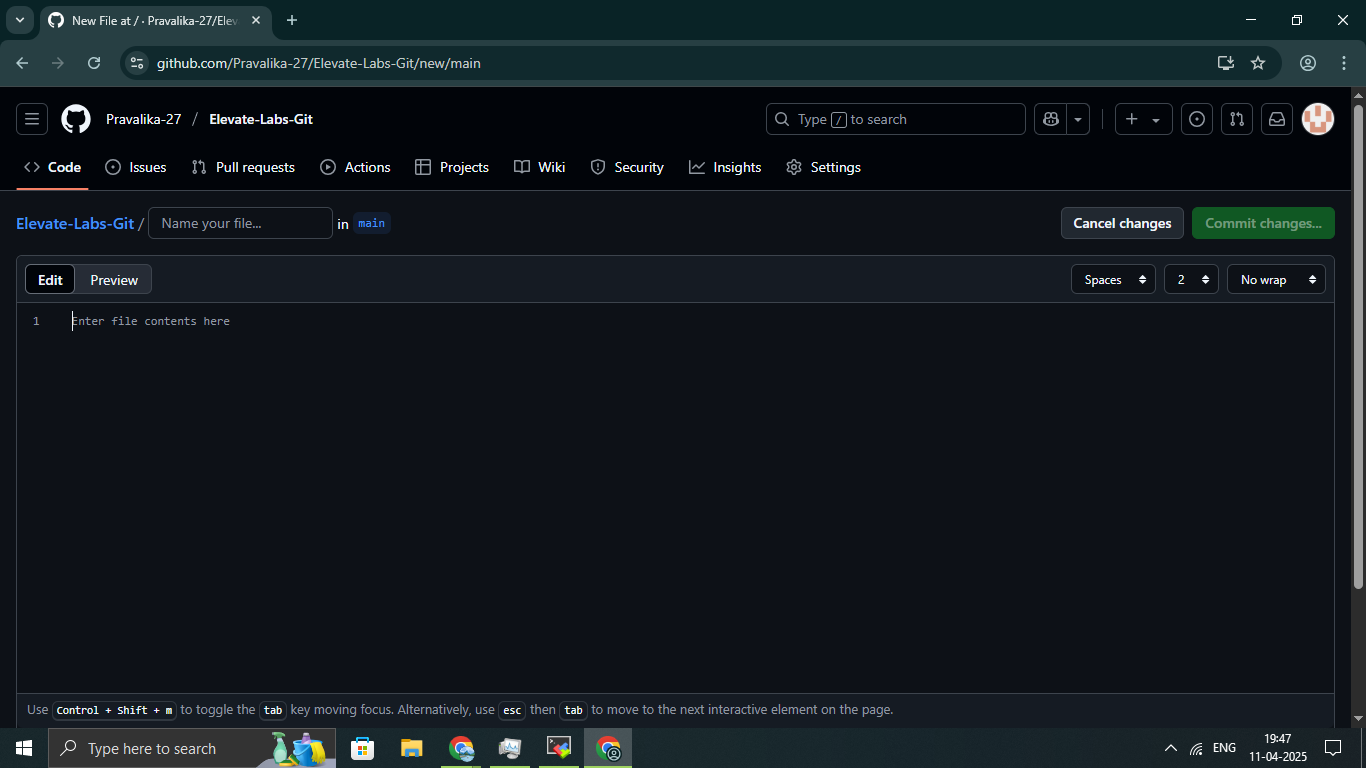 New File at / · Pravalika-27/Elev
github.com/Pravalika-27/Elevate-Labs-Git/new/main
Pravalika-27 / Elevate-Labs-Git
Type / to search
Code Issues Pull requests Actions Projects Wiki Security Insights Settings
Elevate-Labs-Git / Name your file... in main
Cancel changes Commit changes...
Edit Preview
Spaces 2 No wrap
1 Enter file contents here
Use Control + Shift + m to toggle the tab key moving focus. Alternatively, use esc then tab to move to the next interactive element on the page.
Type here to search
ENG
19:47
11-04-2025